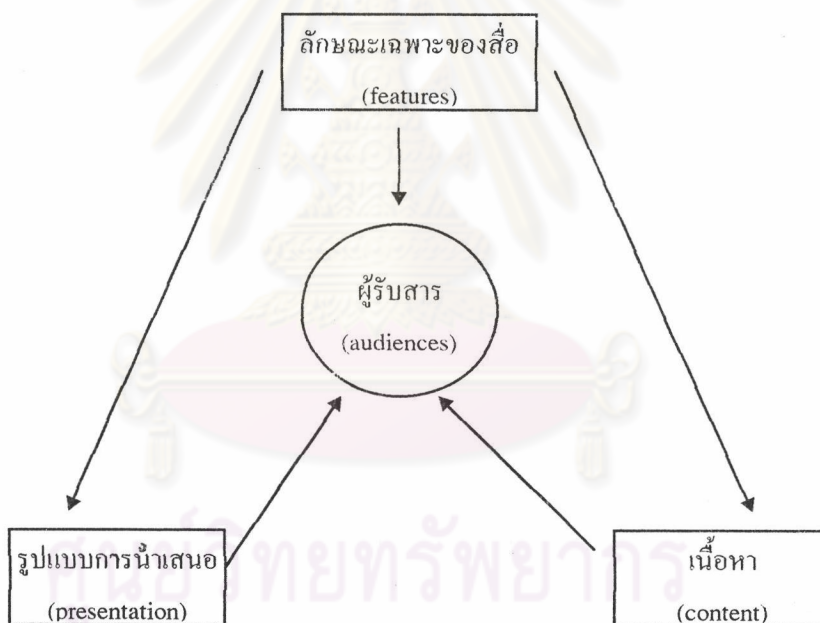 ลักษณะเฉพาะของสื่อ
(features)
ผู้รับสาร
(audiences)
รูปแบบการนำเสนอ
(presentation)
เนื้อหา
(content)
ศูนย์วิทยทรัพยากร